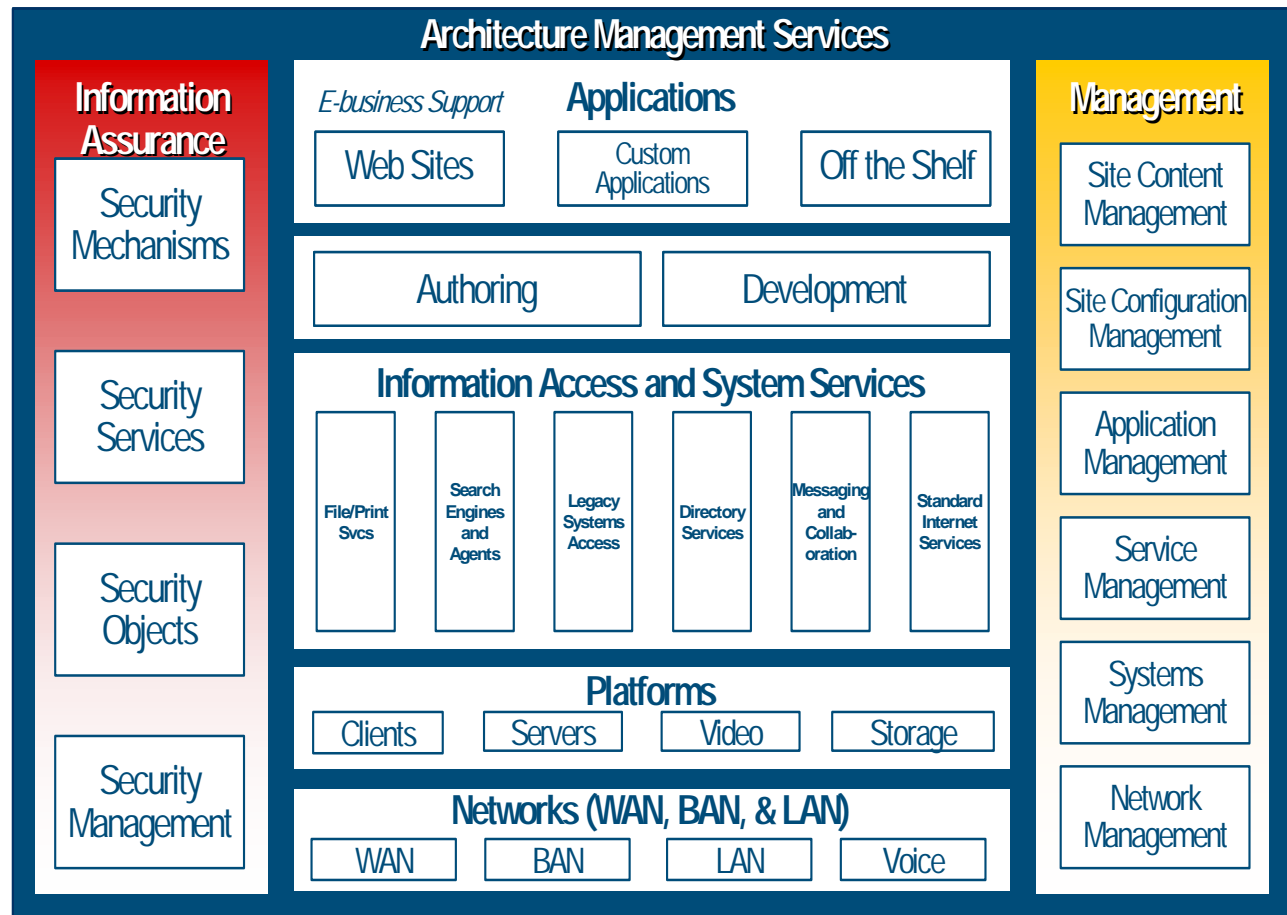 Architecture Management Services
Information
Assurance
Security
Mechanisms
Security
Services
Security
Objects
Security
Management
E-business Support
Applications
Web Sites
Custom
Applications
Off the Shelf
Authoring
Development
Information Access and System Services
File/Print
Svcs
Search
Engines
and
Agents
Legacy
Systems
Access
Directory
Services
Messaging
and
Collab-
oration
Standard
Internet
Services
Platforms
Clients
Servers
Video
Storage
Networks (WAN, BAN, & LAN)
WAN
BAN
LAN
Voice
Management
Site Content
Management
Site Configuration
Management
Application
Management
Service
Management
Systems
Management
Network
Management